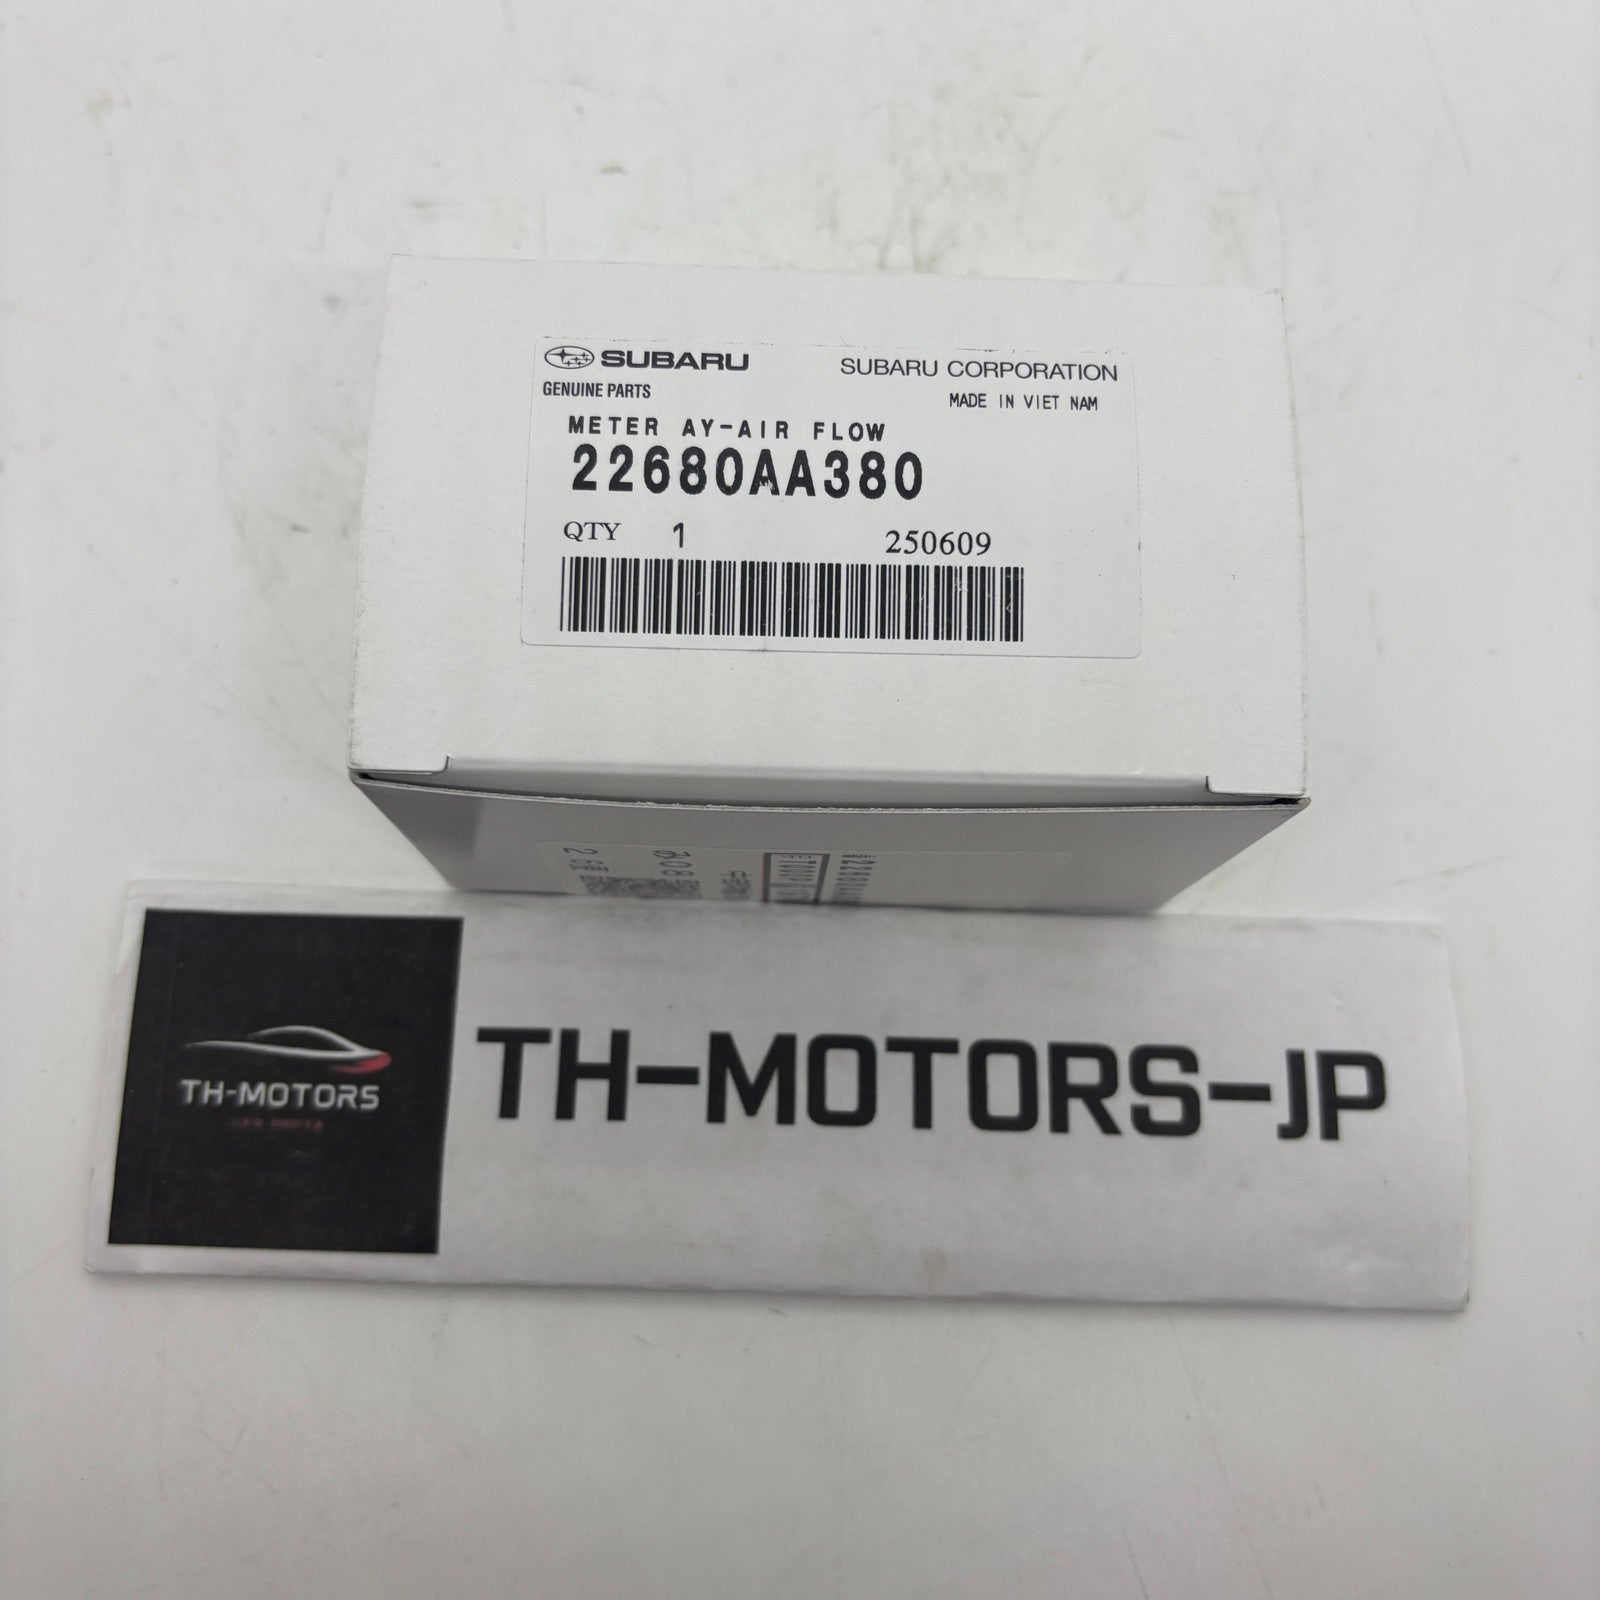 SUBARU
SUBARU CORPORATION
GENUINE PARTS
MADE IN VIET NAM
METER AY-AIR FLOW
22680AA380
QTY 1 250609
TH-MOTORS
TH-MOTORS-JP